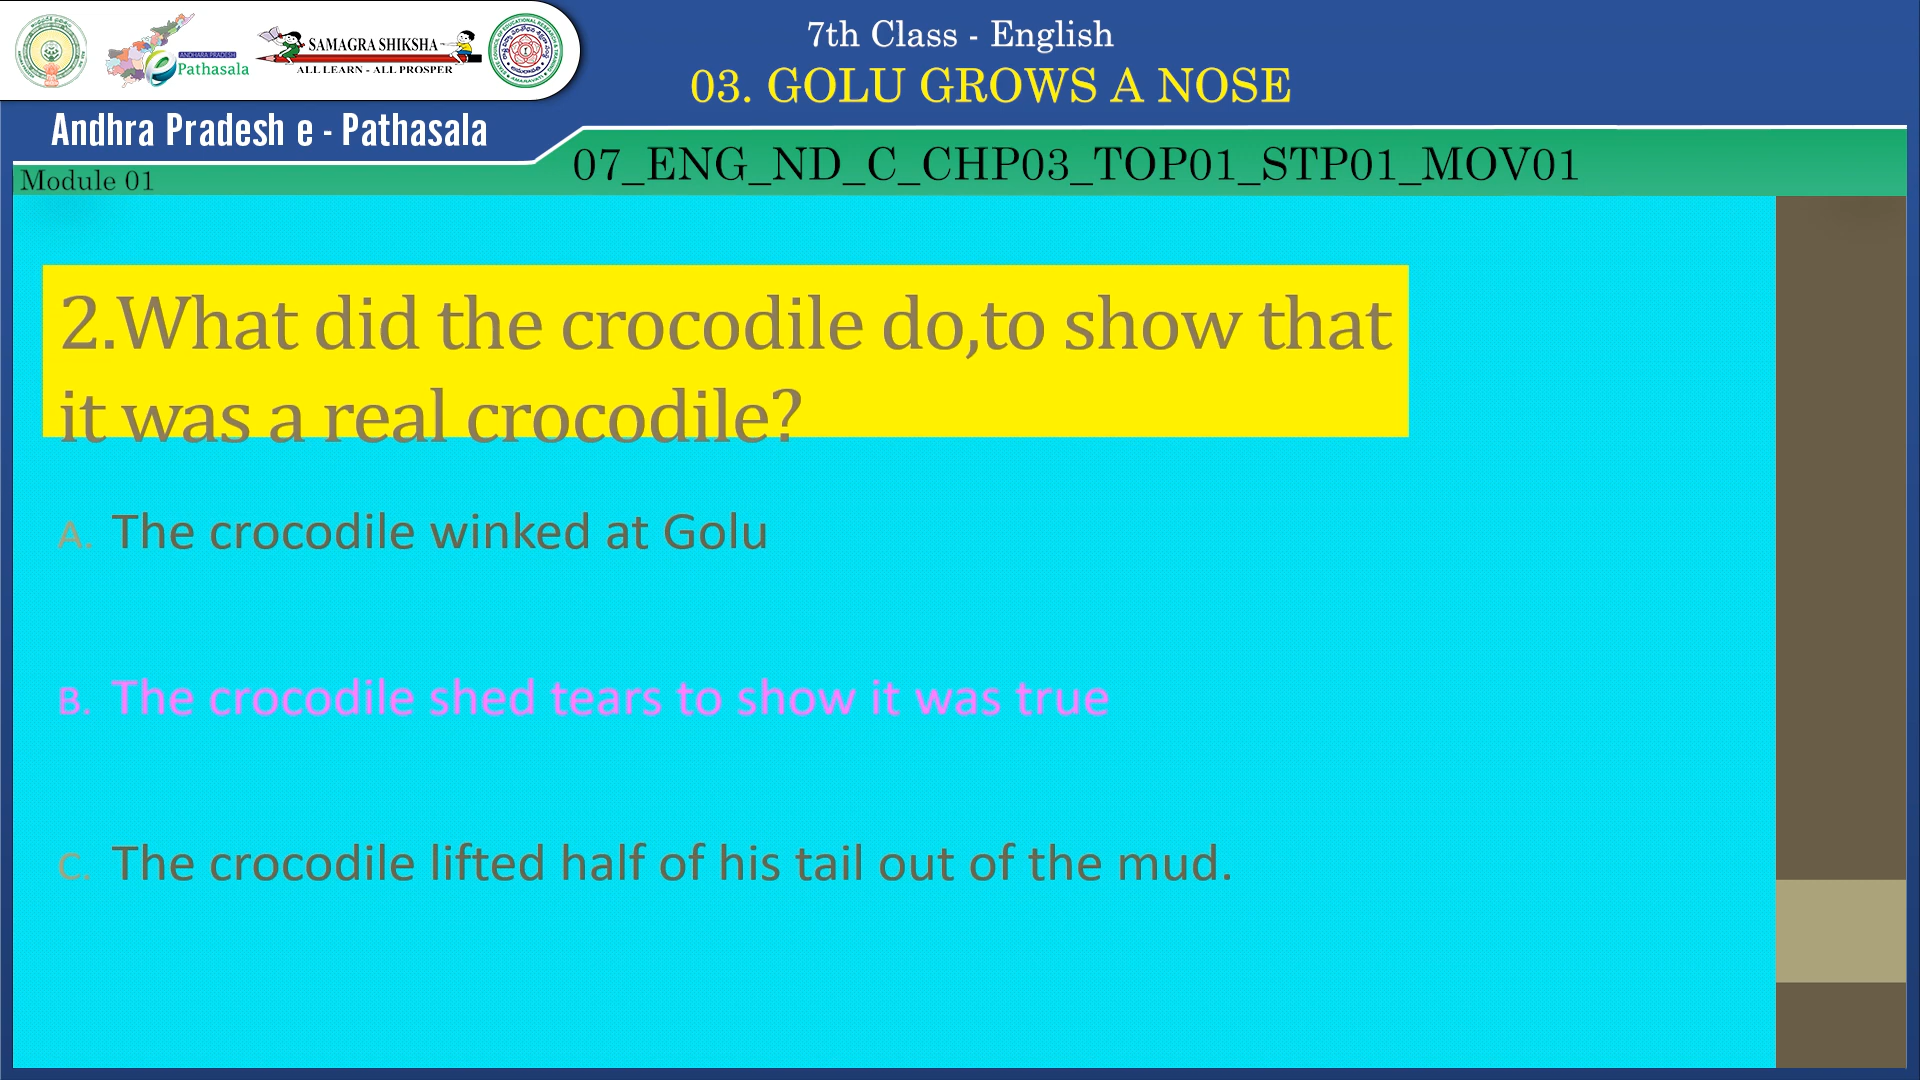 7th Class - English
03. GOLU GROWS A NOSE
ANDHRA PRADESH
Pathasala
SAMAGRA SHIKSHA
ALL LEARN - ALL PROSPER
Andhra Pradesh e - Pathasala
07_ENG_ND_C_CHP03_TOP01_STP01_MOV01
Module 01
2.What did the crocodile do,to show that
it was a real crocodile?
A. The crocodile winked at Golu
B. The crocodile shed tears to show it was true
C. The crocodile lifted half of his tail out of the mud.